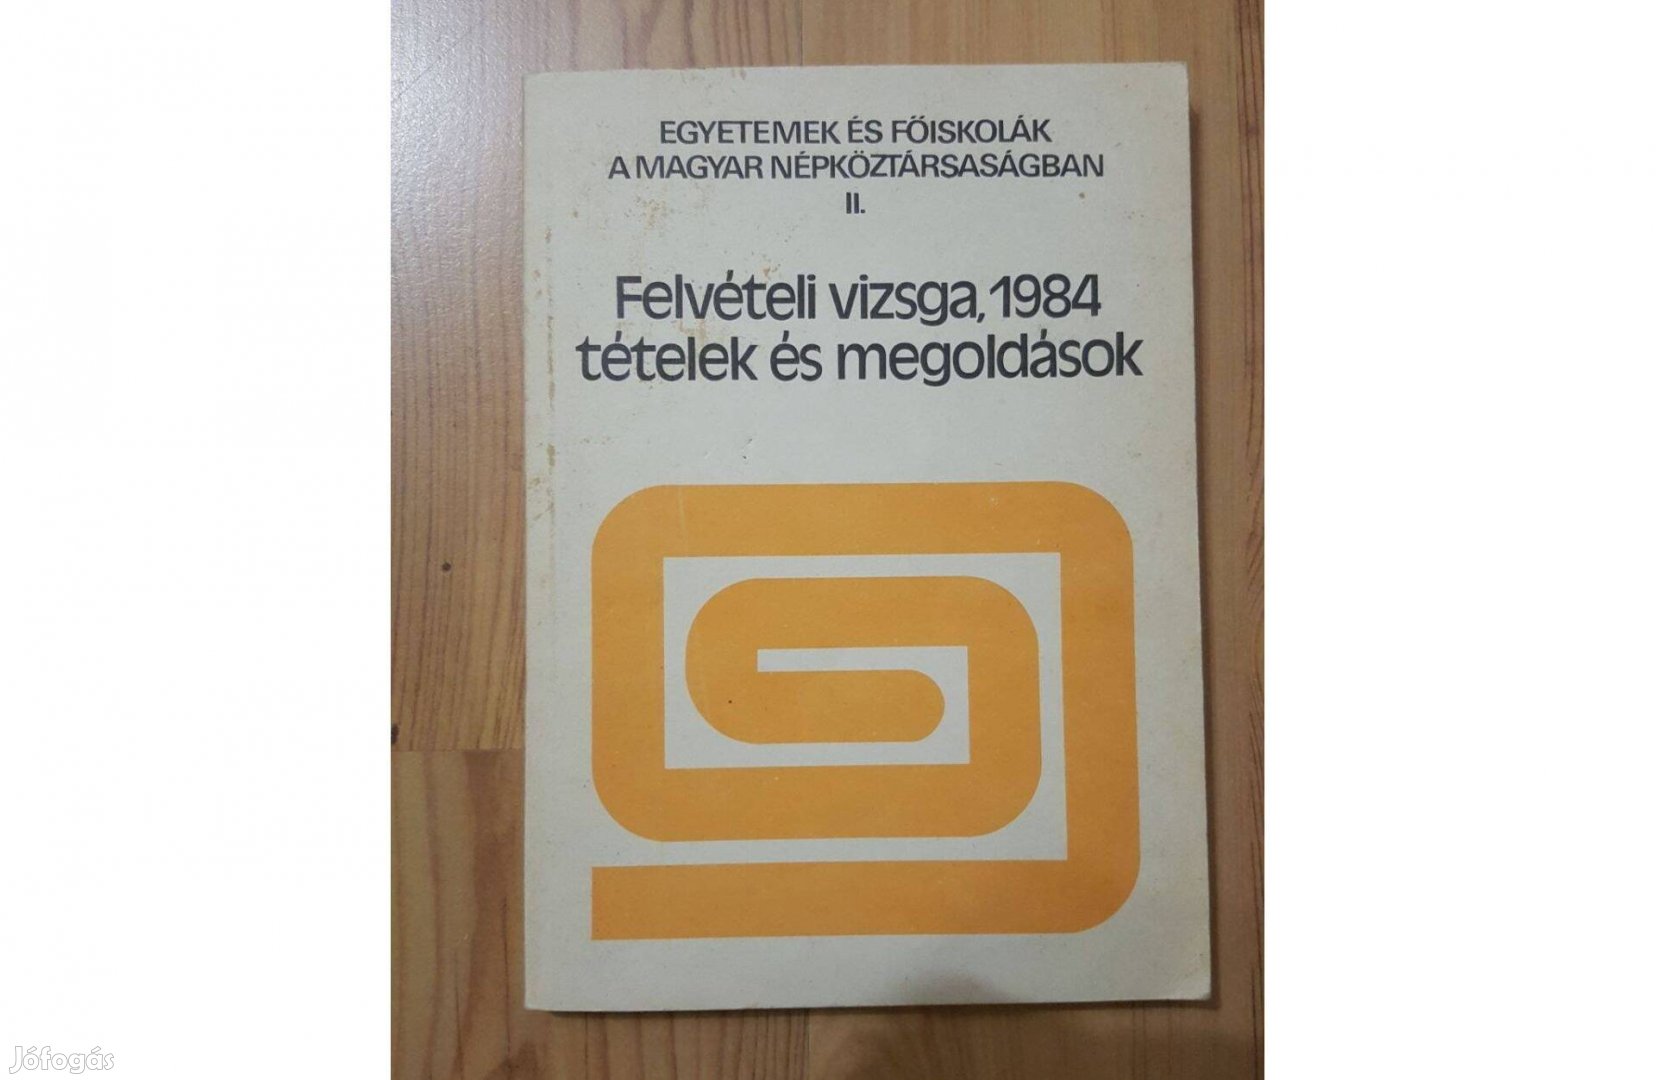 EGYETEMEK ÉS FŐISKOLÁK
A MAGYAR NÉPKÖZTÁRSASÁGBAN
II.
Felvételi vizsga, 1984
tételek és megoldások
Jófogás